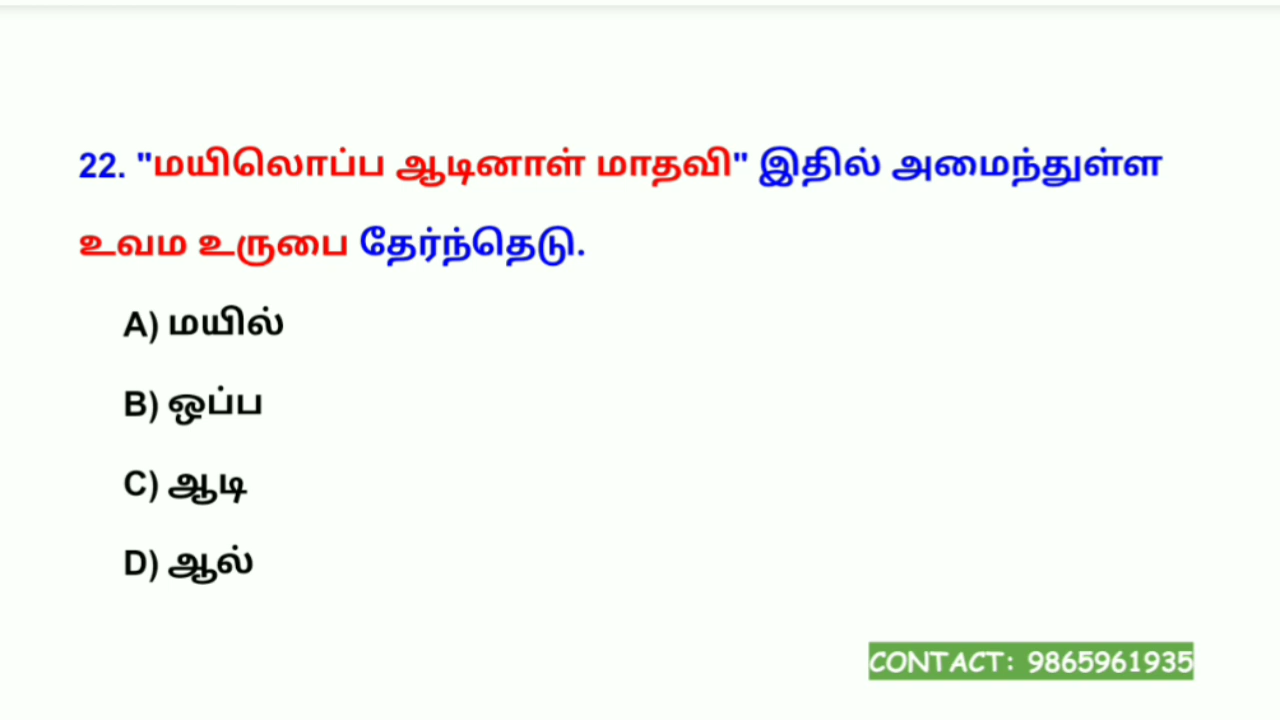 22. "மயிலொப்ப ஆடினாள் மாதவி" இதில் அமைந்துள்ள
உவம உருபை தேர்ந்தெடு.
A) மயில்
B) ஒப்ப
C) ஆடி
D) ஆல்
CONTACT: 9865961935